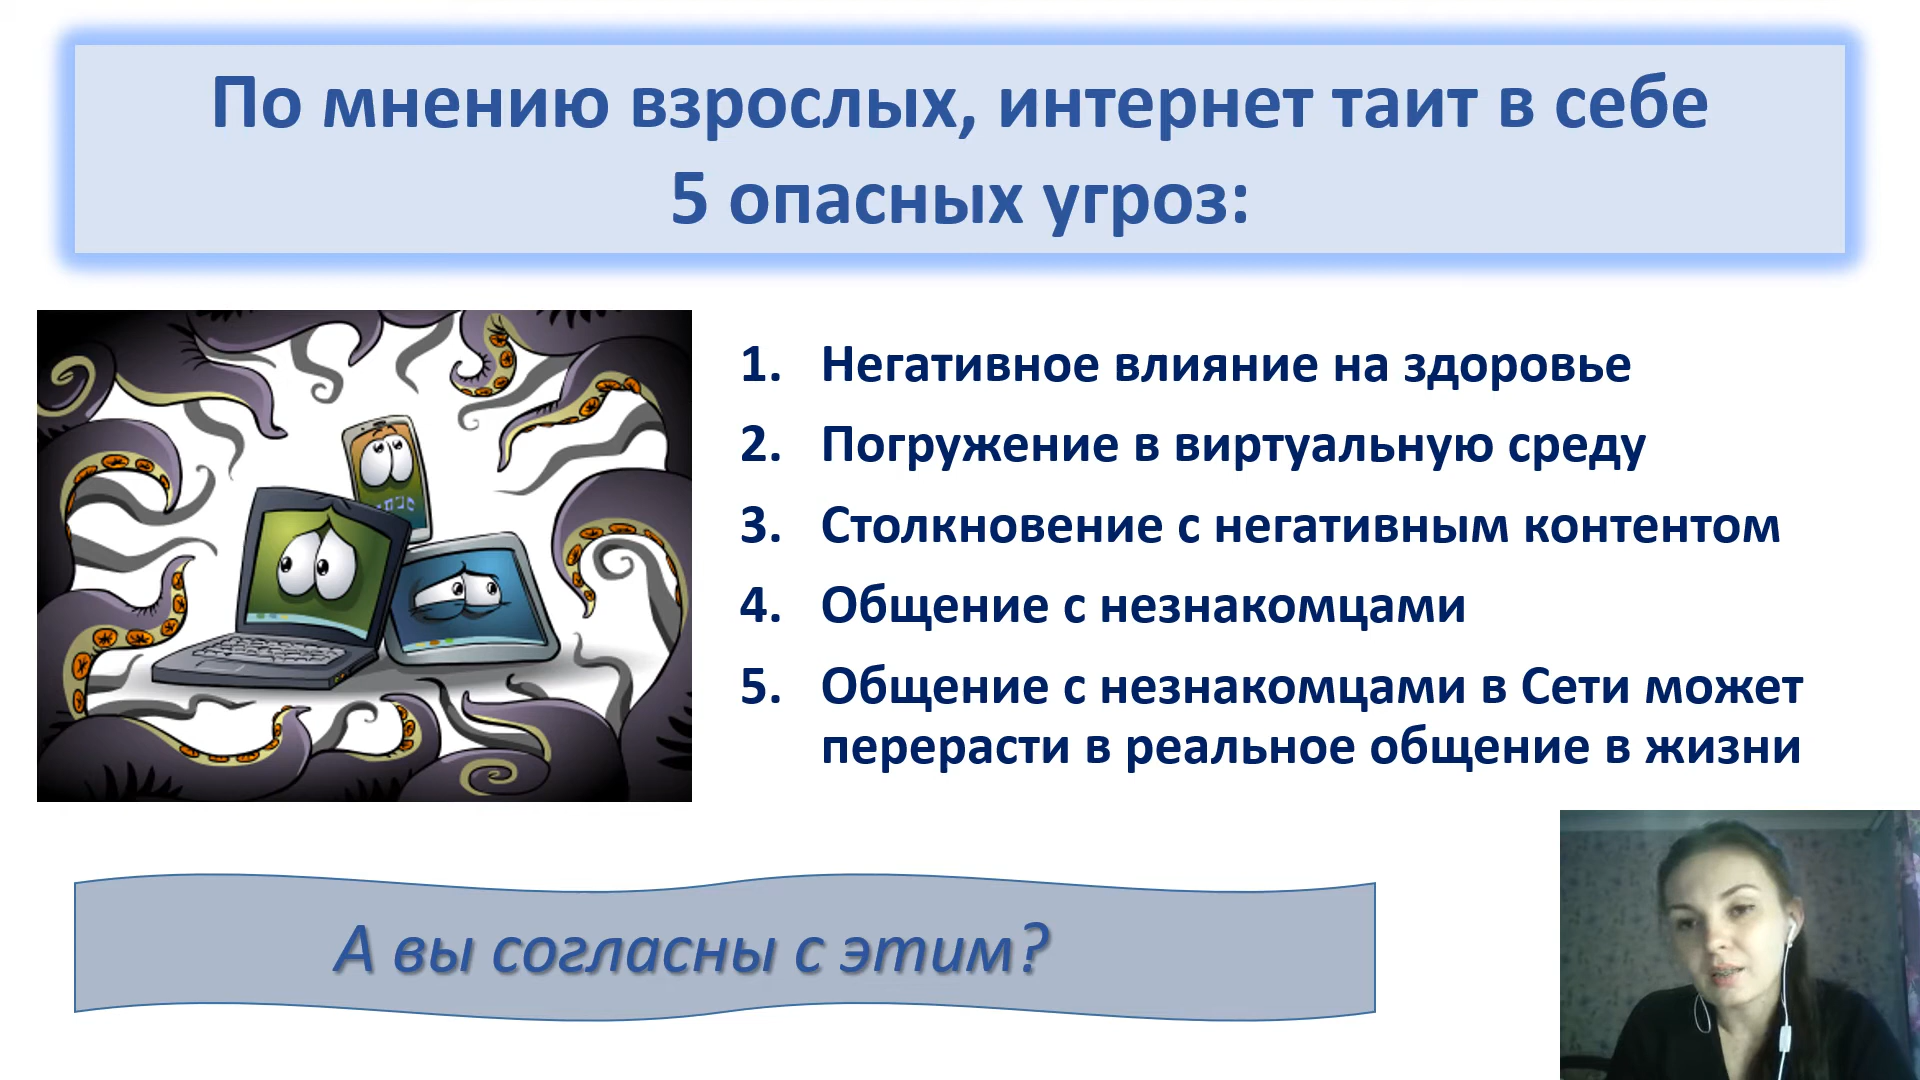 По мнению взрослых, интернет таит в себе
5 опасных угроз:
1. Негативное влияние на здоровье
2. Погружение в виртуальную среду
3. Столкновение с негативным контентом
4. Общение с незнакомцами
5. Общение с незнакомцами в Сети может
перерасти в реальное общение в жизни
А вы согласны с этим?